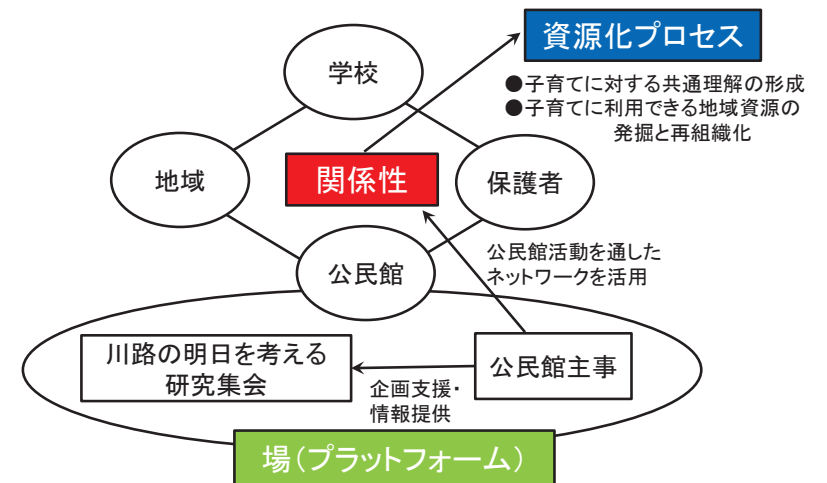 資源化プロセス
学校
●子育てに対する共通理解の形成
●子育てに利用できる地域資源の
発掘と再組織化
地域
関係性
保護者
公民館活動を通した
ネットワークを活用
公民館
川路の明日を考える
研究集会
公民館主事
企画支援・
情報提供
場(プラットフォーム)